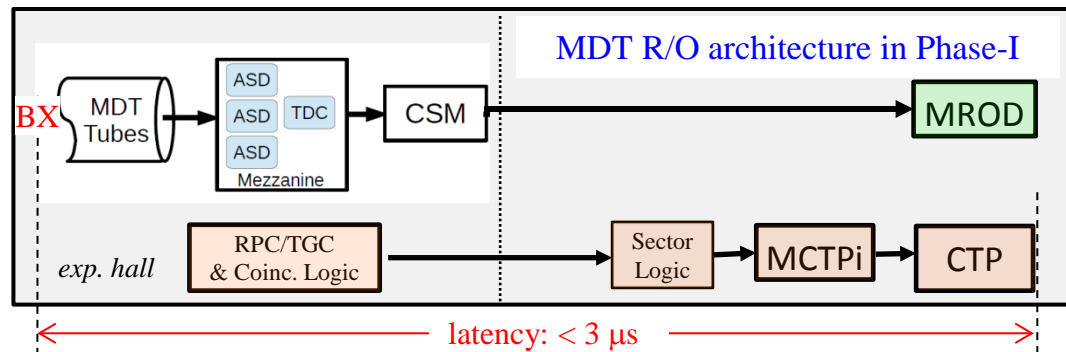 MDT R/O architecture in Phase-I
BX
MDT
Tubes
ASD
ASD
ASD
TDC
Mezzanine
CSM
MROD
exp. hall
RPC/TGC
& Coinc. Logic
Sector
Logic
MCTPi
CTP
latency: < 3 μs